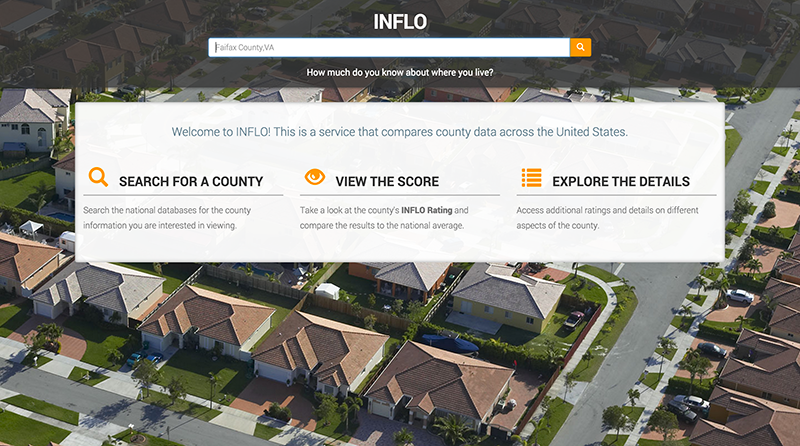 INFLO
Fairfax County,VA
How much do you know about where you live?
Welcome to INFLO! This is a service that compares county data across the United States.
SEARCH FOR A COUNTY
Search the national databases for the county
information you are interested in viewing.
VIEW THE SCORE
Take a look at the county's INFLO Rating and
compare the results to the national average.
EXPLORE THE DETAILS
Access additional ratings and details on different
aspects of the county.